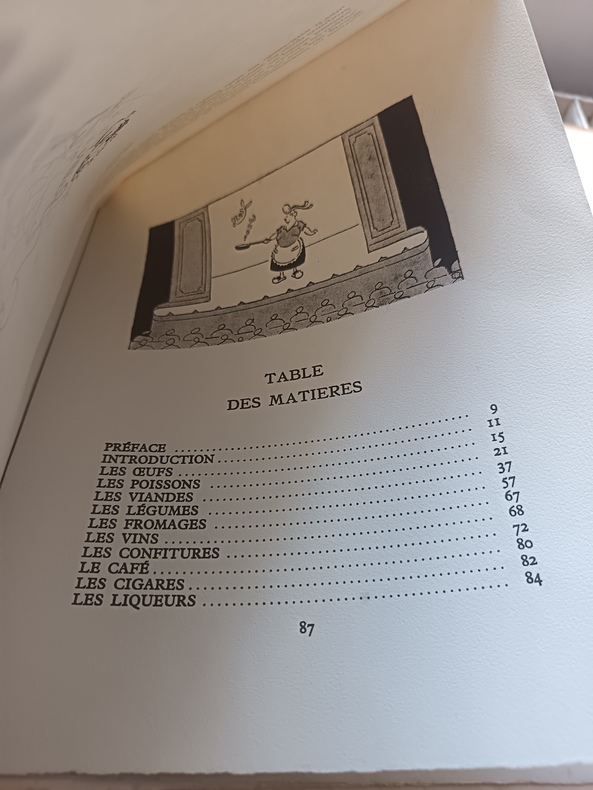 TABLE
DES MATIERES
PRÉFACE ........................................ 9
INTRODUCTION ........................................ 11
LES ŒUFS ........................................ 15
LES POISSONS ........................................ 21
LES VIANDES ........................................ 37
LES LÉGUMES ........................................ 57
LES FROMAGES ........................................ 67
LES VINS ........................................ 68
LES CONFITURES ........................................ 72
LE CAFÉ ........................................ 80
LES CIGARES ........................................ 82
LES LIQUEURS ........................................ 84
87